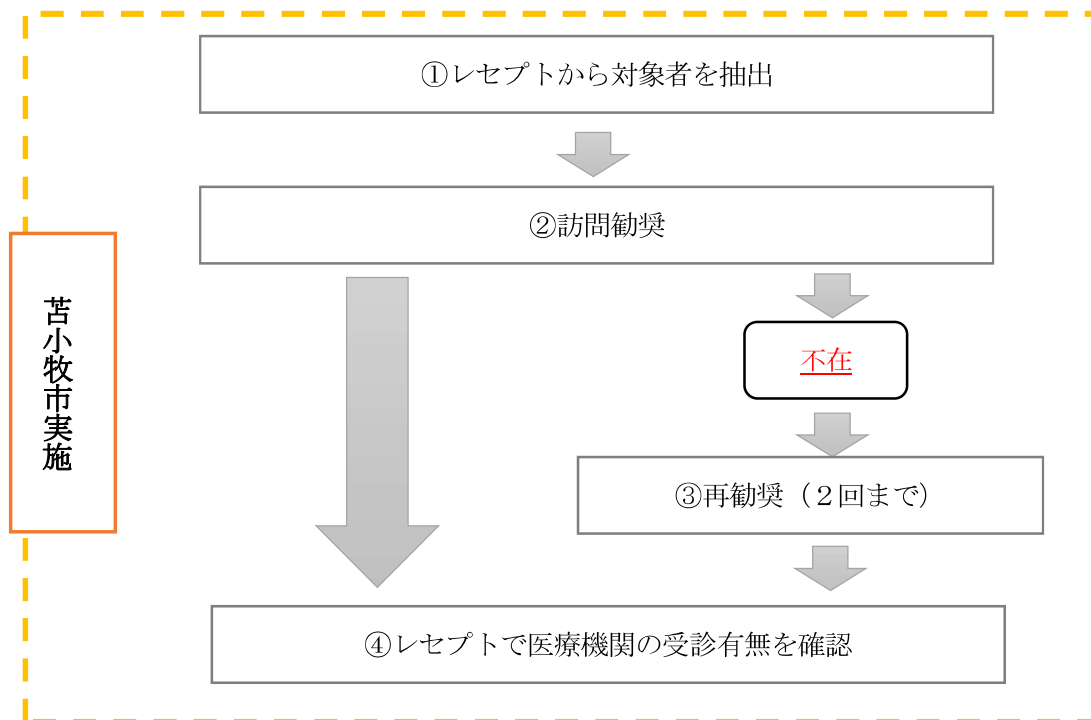 ①レセプトから対象者を抽出
②訪問勧奨
苫小牧市実施
不在
③再勧奨（２回まで）
④レセプトで医療機関の受診有無を確認